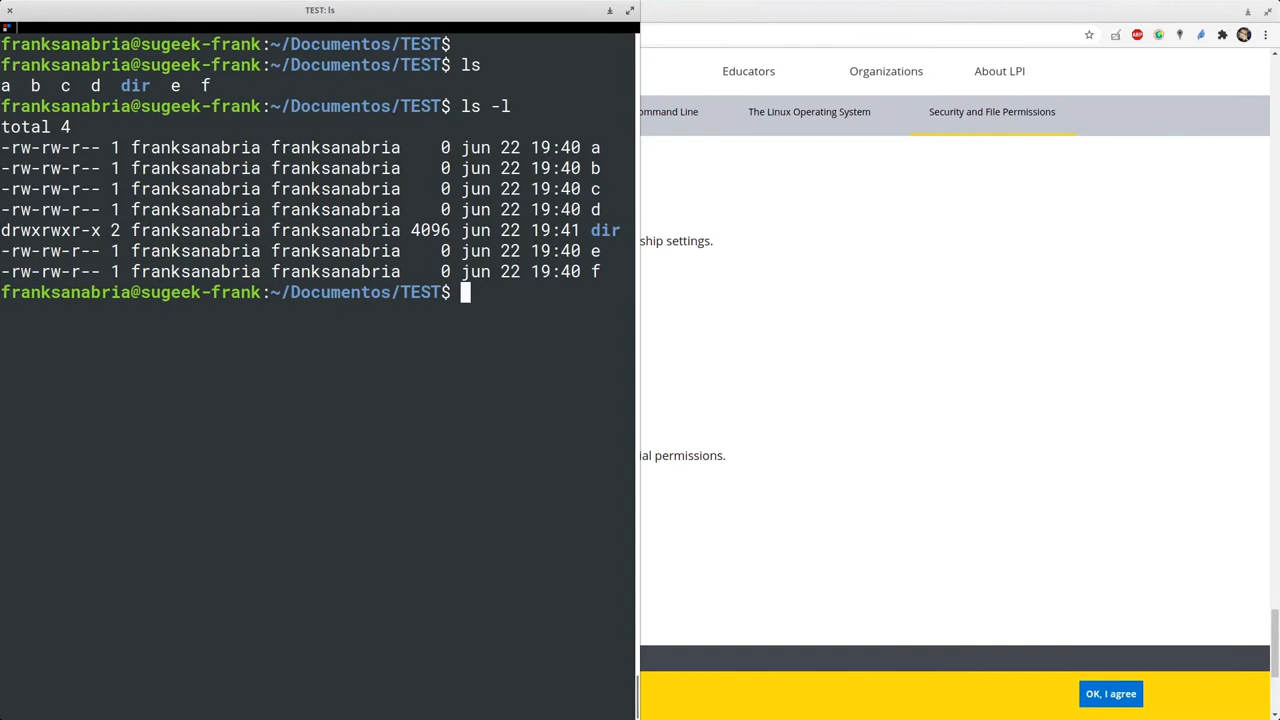 TEST: ls
franksanabria@sugeek-frank:~/Documentos/TEST$
franksanabria@sugeek-frank:~/Documentos/TEST$ ls
a b c d dir e f
franksanabria@sugeek-frank:~/Documentos/TEST$ ls -l
total 4
-rw-rw-r-- 1 franksanabria franksanabria 0 jun 22 19:40 a
-rw-rw-r-- 1 franksanabria franksanabria 0 jun 22 19:40 b
-rw-rw-r-- 1 franksanabria franksanabria 0 jun 22 19:40 c
-rw-rw-r-- 1 franksanabria franksanabria 0 jun 22 19:40 d
drwxrwxr-x 2 franksanabria franksanabria 4096 jun 22 19:41 dir
-rw-rw-r-- 1 franksanabria franksanabria 0 jun 22 19:40 e
-rw-rw-r-- 1 franksanabria franksanabria 0 jun 22 19:40 f
franksanabria@sugeek-frank:~/Documentos/TEST$
ABP
Educators Organizations About LPI
ommand Line The Linux Operating System Security and File Permissions
ship settings.
ial permissions.
OK, I agree